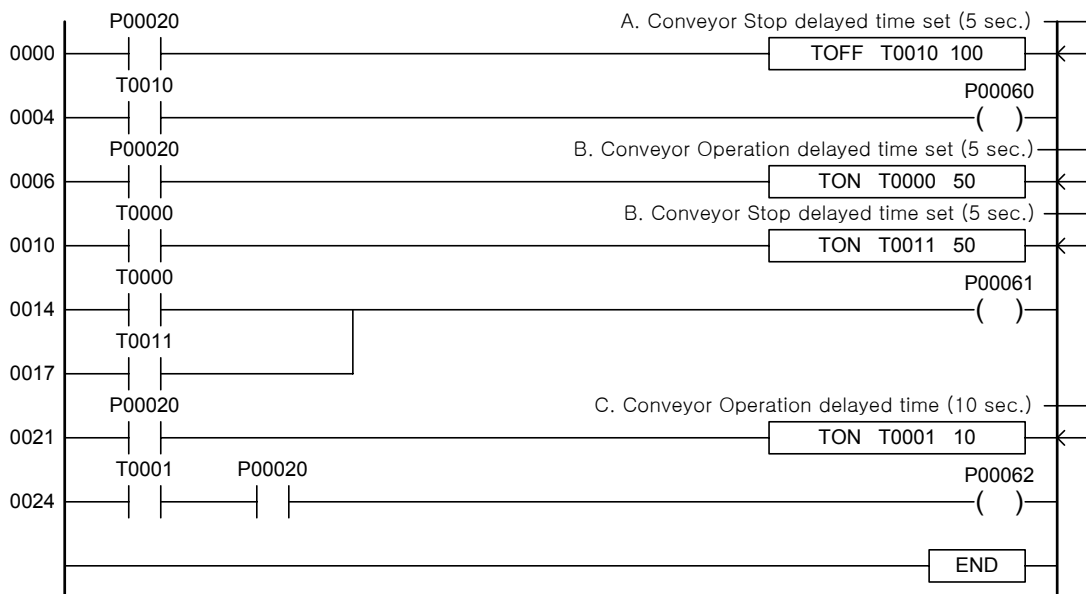 P00020
A. Conveyor Stop delayed time set (5 sec.)
0000
TOFF T0010 100
T0010
P00060
0004
( )
P00020
B. Conveyor Operation delayed time set (5 sec.)
0006
TON T0000 50
T0000
B. Conveyor Stop delayed time set (5 sec.)
0010
TON T0011 50
T0000
P00061
0014
( )
T0011
0017
P00020
C. Conveyor Operation delayed time (10 sec.)
0021
TON T0001 10
T0001 P00020
P00062
0024
( )
END